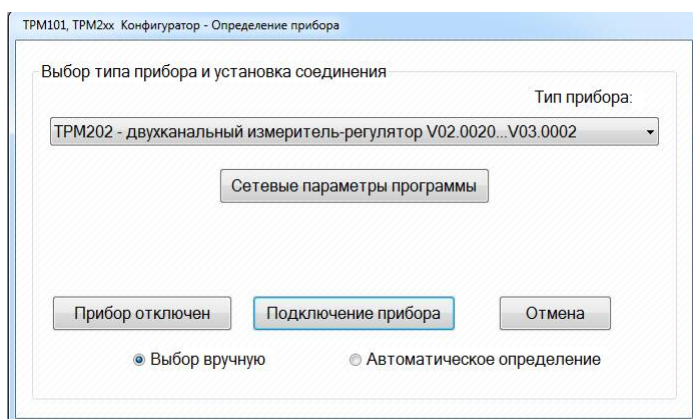 ТРМ101, ТРМ2хх Конфигуратор - Определение прибора
Выбор типа прибора и установка соединения
Тип прибора:
ТРМ202 - двухканальный измеритель-регулятор V02.0020...V03.0002
Сетевые параметры программы
Прибор отключен Подключение прибора Отмена
Выбор вручную Автоматическое определение